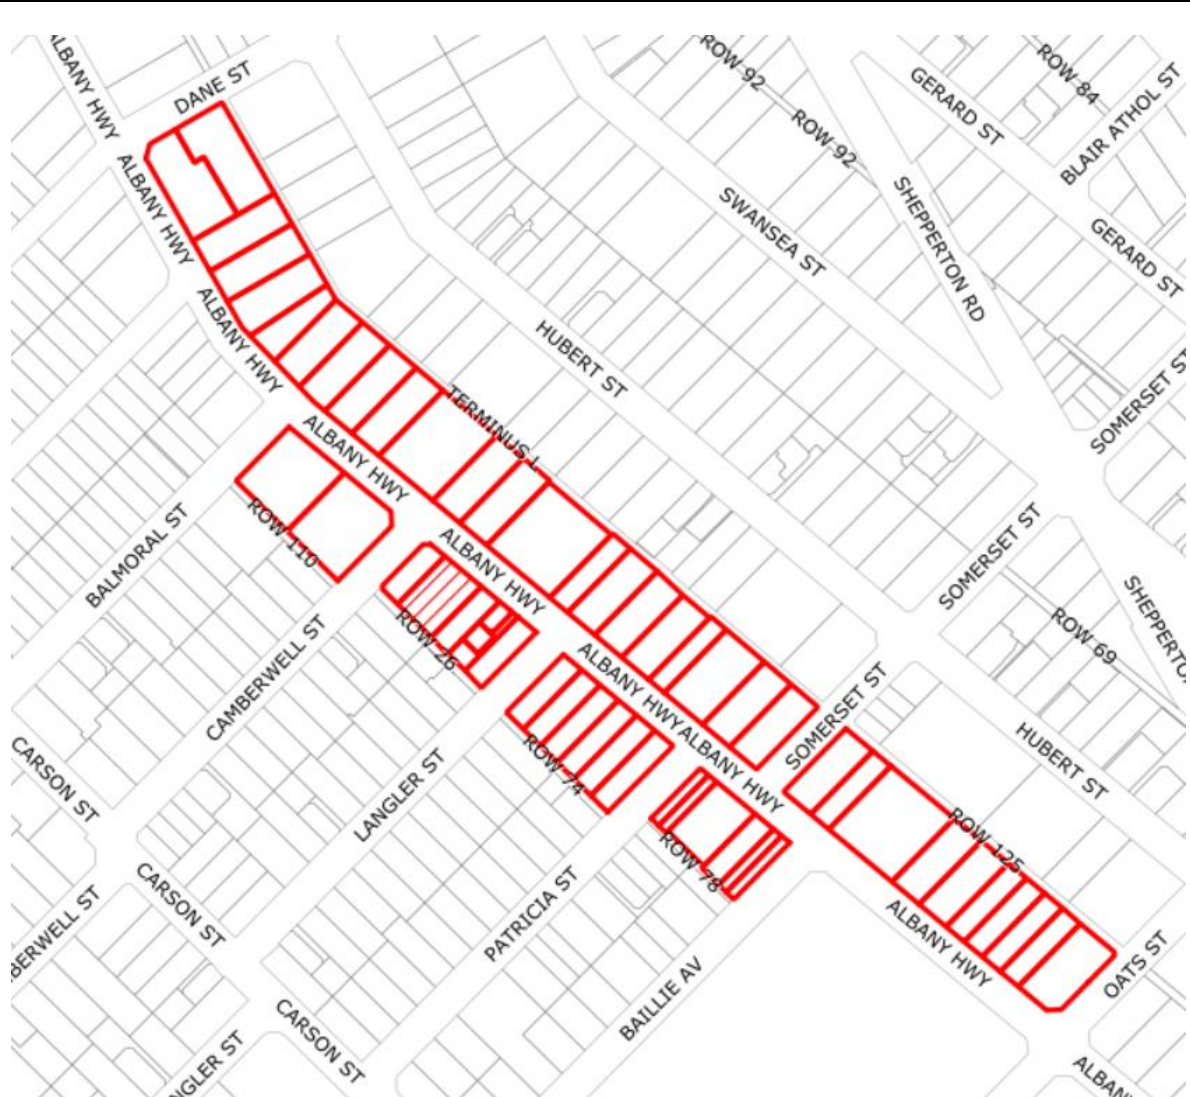 ALBANY HWY
DANE ST
ROW 92
ROW 84
GERARD ST
BLAIR ATHOL ST
ROW 92
ALBANY HWY
SWANSEA ST
SHEPPERTON RD
GERARD ST
ALBANY HWY
HUBERT ST
SOMERSET ST
TERMINUS L
ALBANY HWY
ROW 110
BALMORAL ST
ALBANY HWY
SOMERSET ST
SHEPPERTO
ROW 26
ROW 69
CAMBERWELL ST
ALBANY HWY
ALBANY HWY
SOMERSET ST
ROW 74
HUBERT ST
CARSON ST
LANGLER ST
ROW 78
ROW 125
CARSON ST
PATRICIA ST
ALBANY HWY
BERWELL ST
OATS ST
BAILLIE AV
CARSON ST
NGLER ST
ALBAN